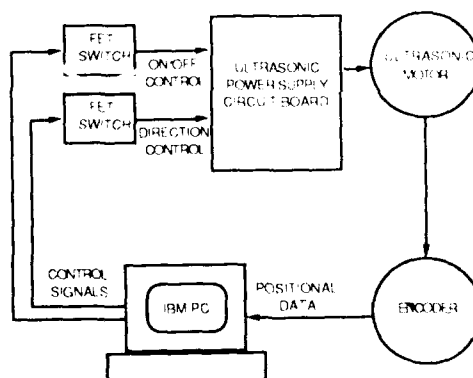 FET
SWITCH
ON/OFF
CONTROL
FET
SWITCH
DIRECTION
CONTROL
ULTRASONIC
POWER SUPPLY
CIRCUIT BOARD
ULTRASONIC
MOTOR
CONTROL
SIGNALS
IBM PC
POSITIONAL
DATA
ENCODER